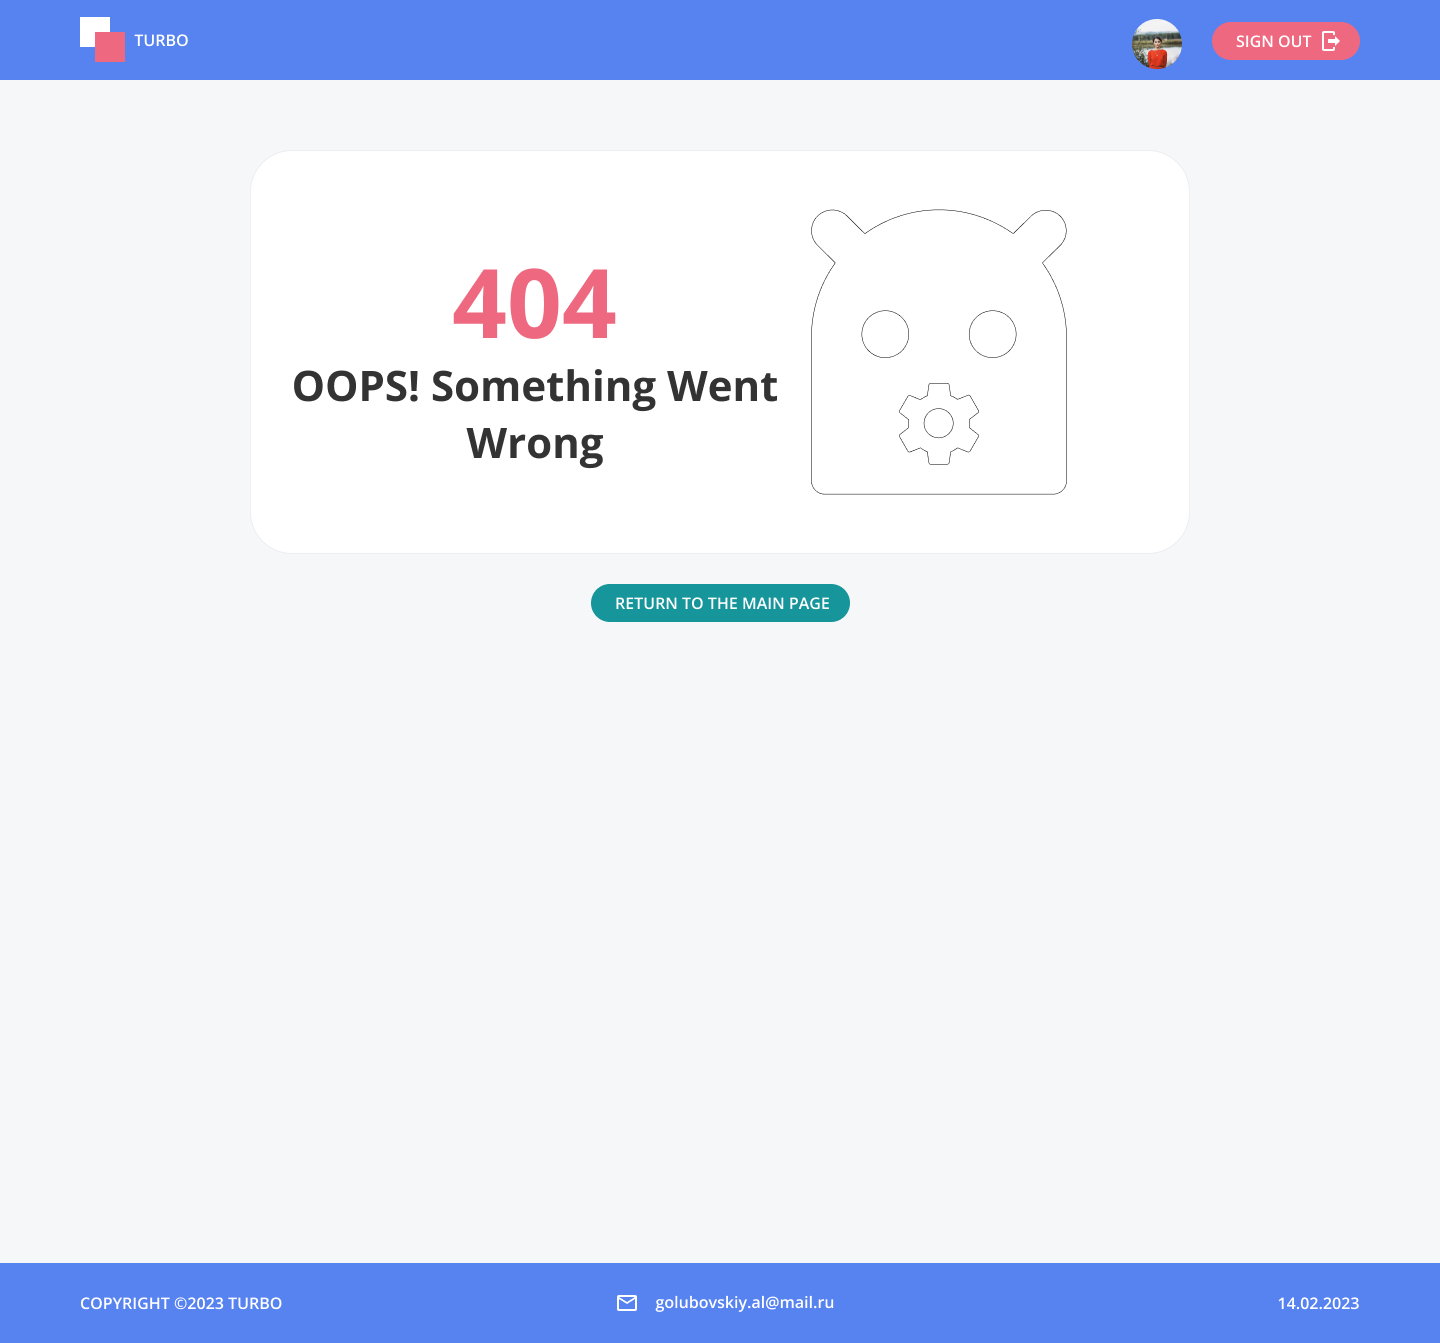 TURBO
SIGN OUT
404
OOPS! Something Went
Wrong
RETURN TO THE MAIN PAGE
COPYRIGHT ©2023 TURBO
golubovskiy.al@mail.ru
14.02.2023